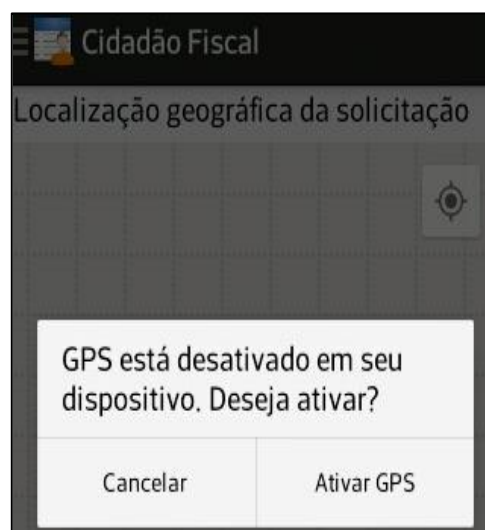 Cidadão Fiscal
Localização geográfica da solicitação
GPS está desativado em seu
dispositivo. Deseja ativar?
Cancelar
Ativar GPS